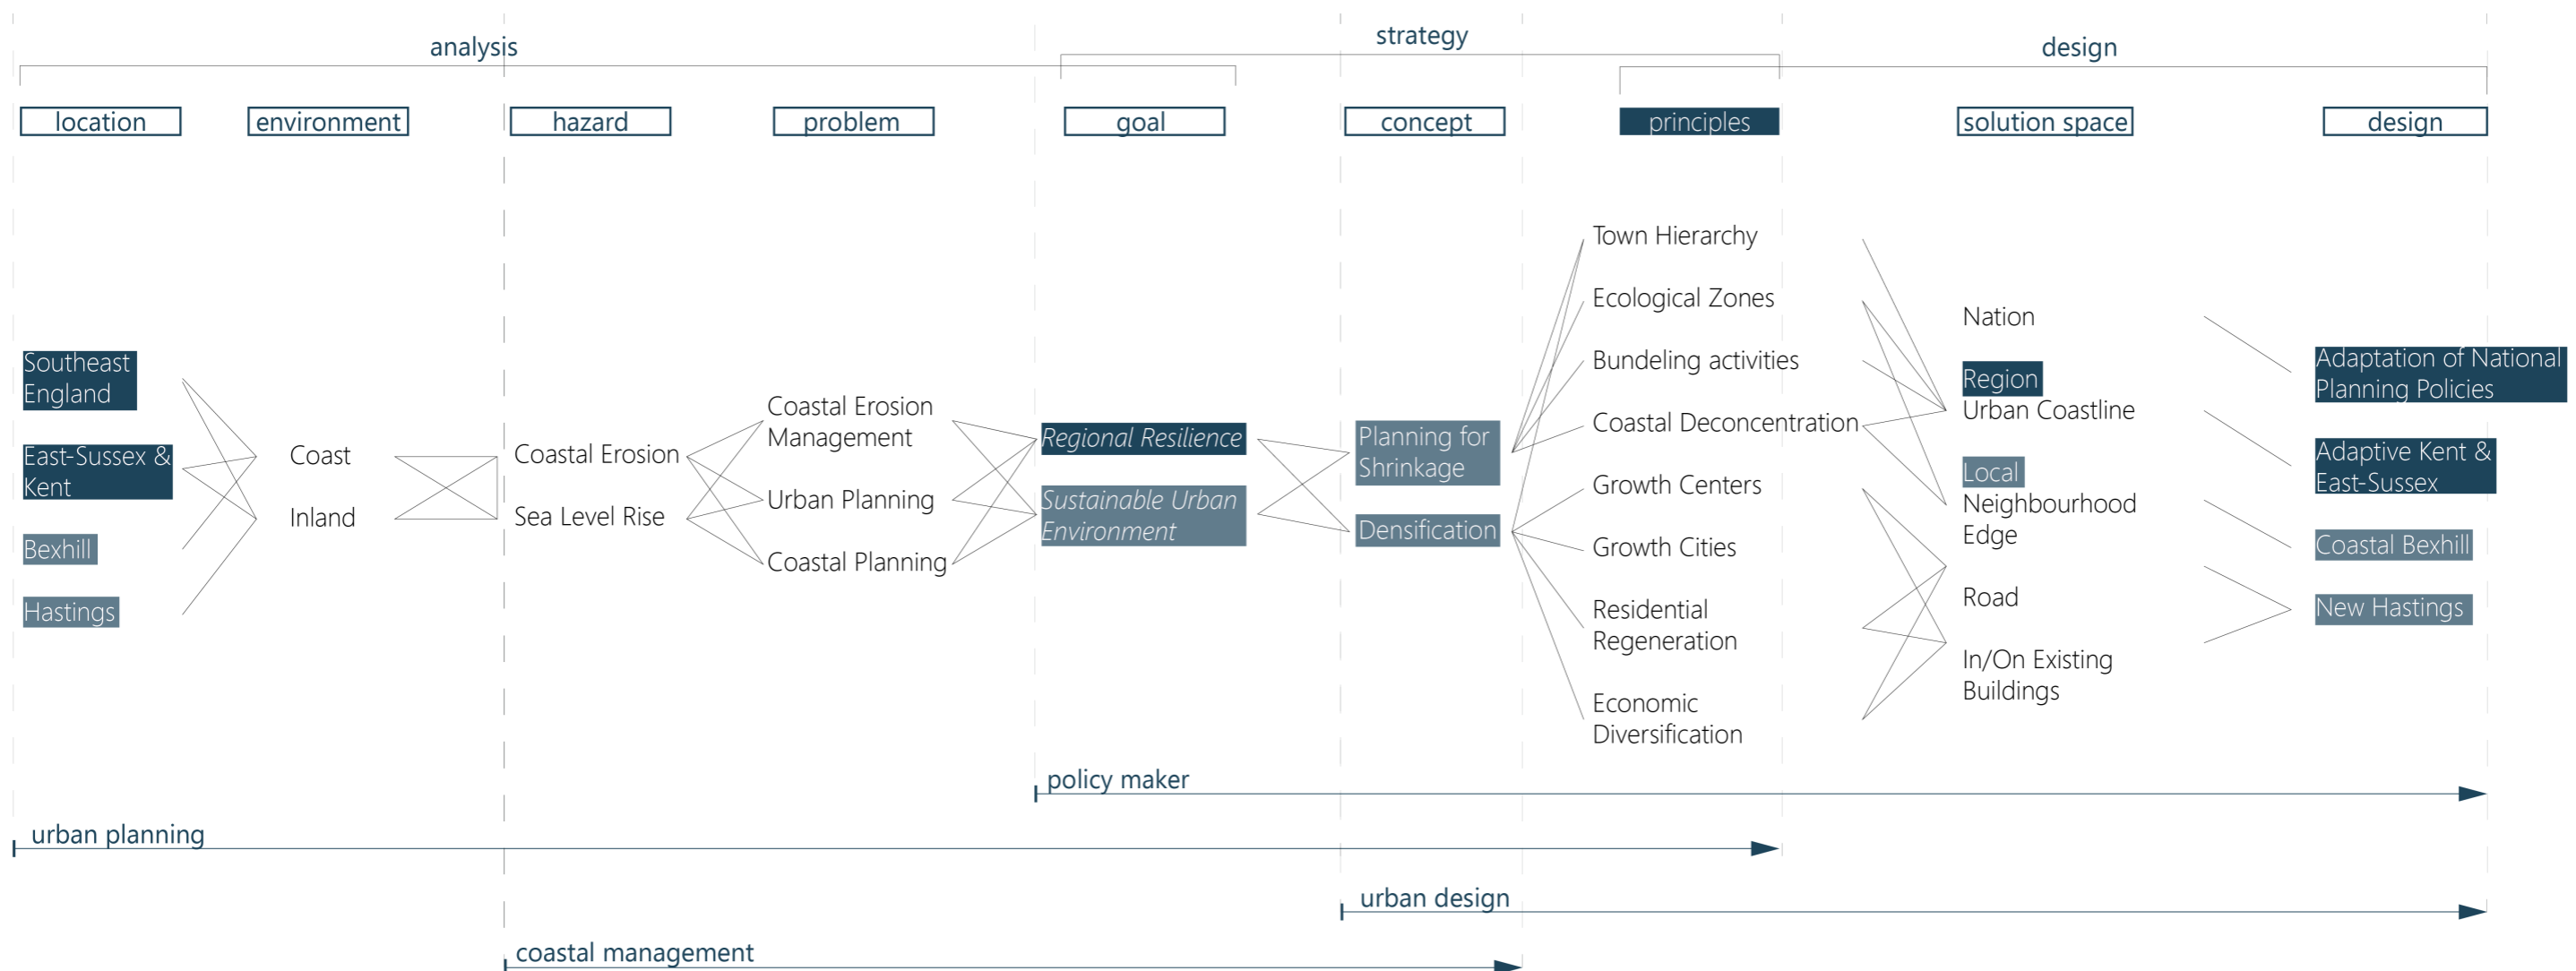 analysis
strategy
design
location
environment
hazard
problem
goal
concept
principles
solution space
design
Southeast
England
East-Sussex &
Kent
Bexhill
Hastings
Coast
Inland
Coastal Erosion
Sea Level Rise
Coastal Erosion
Management
Urban Planning
Coastal Planning
Regional Resilience
Sustainable Urban
Environment
Planning for
Shrinkage
Densification
Town Hierarchy
Ecological Zones
Bundeling activities
Coastal Deconcentration
Growth Centers
Growth Cities
Residential
Regeneration
Economic
Diversification
Nation
Region
Urban Coastline
Local
Neighbourhood
Edge
Road
In/On Existing
Buildings
Adaptation of National
Planning Policies
Adaptive Kent &
East-Sussex
Coastal Bexhill
New Hastings
policy maker
urban planning
urban design
coastal management